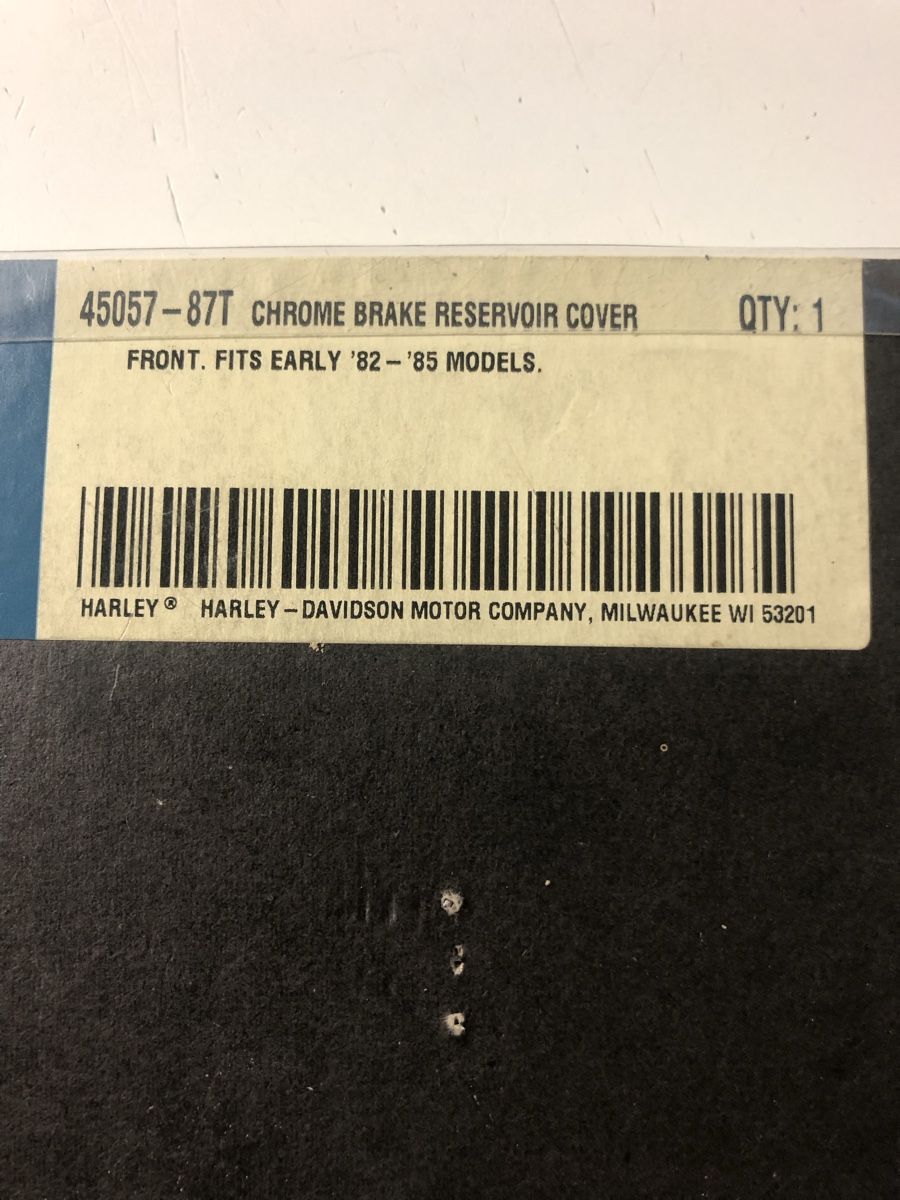 45057-87T CHROME BRAKE RESERVOIR COVER QTY: 1
FRONT. FITS EARLY '82-'85 MODELS.
HARLEY® HARLEY-DAVIDSON MOTOR COMPANY, MILWAUKEE WI 53201